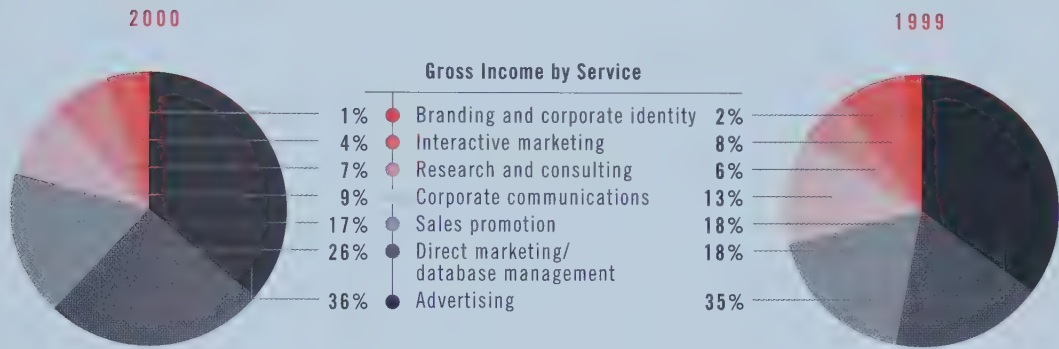 2000
1999
Gross Income by Service
1% Branding and corporate identity 2%
4% Interactive marketing 8%
7% Research and consulting 6%
9% Corporate communications 13%
17% Sales promotion 18%
26% Direct marketing/ 18%
database management
36% Advertising 35%